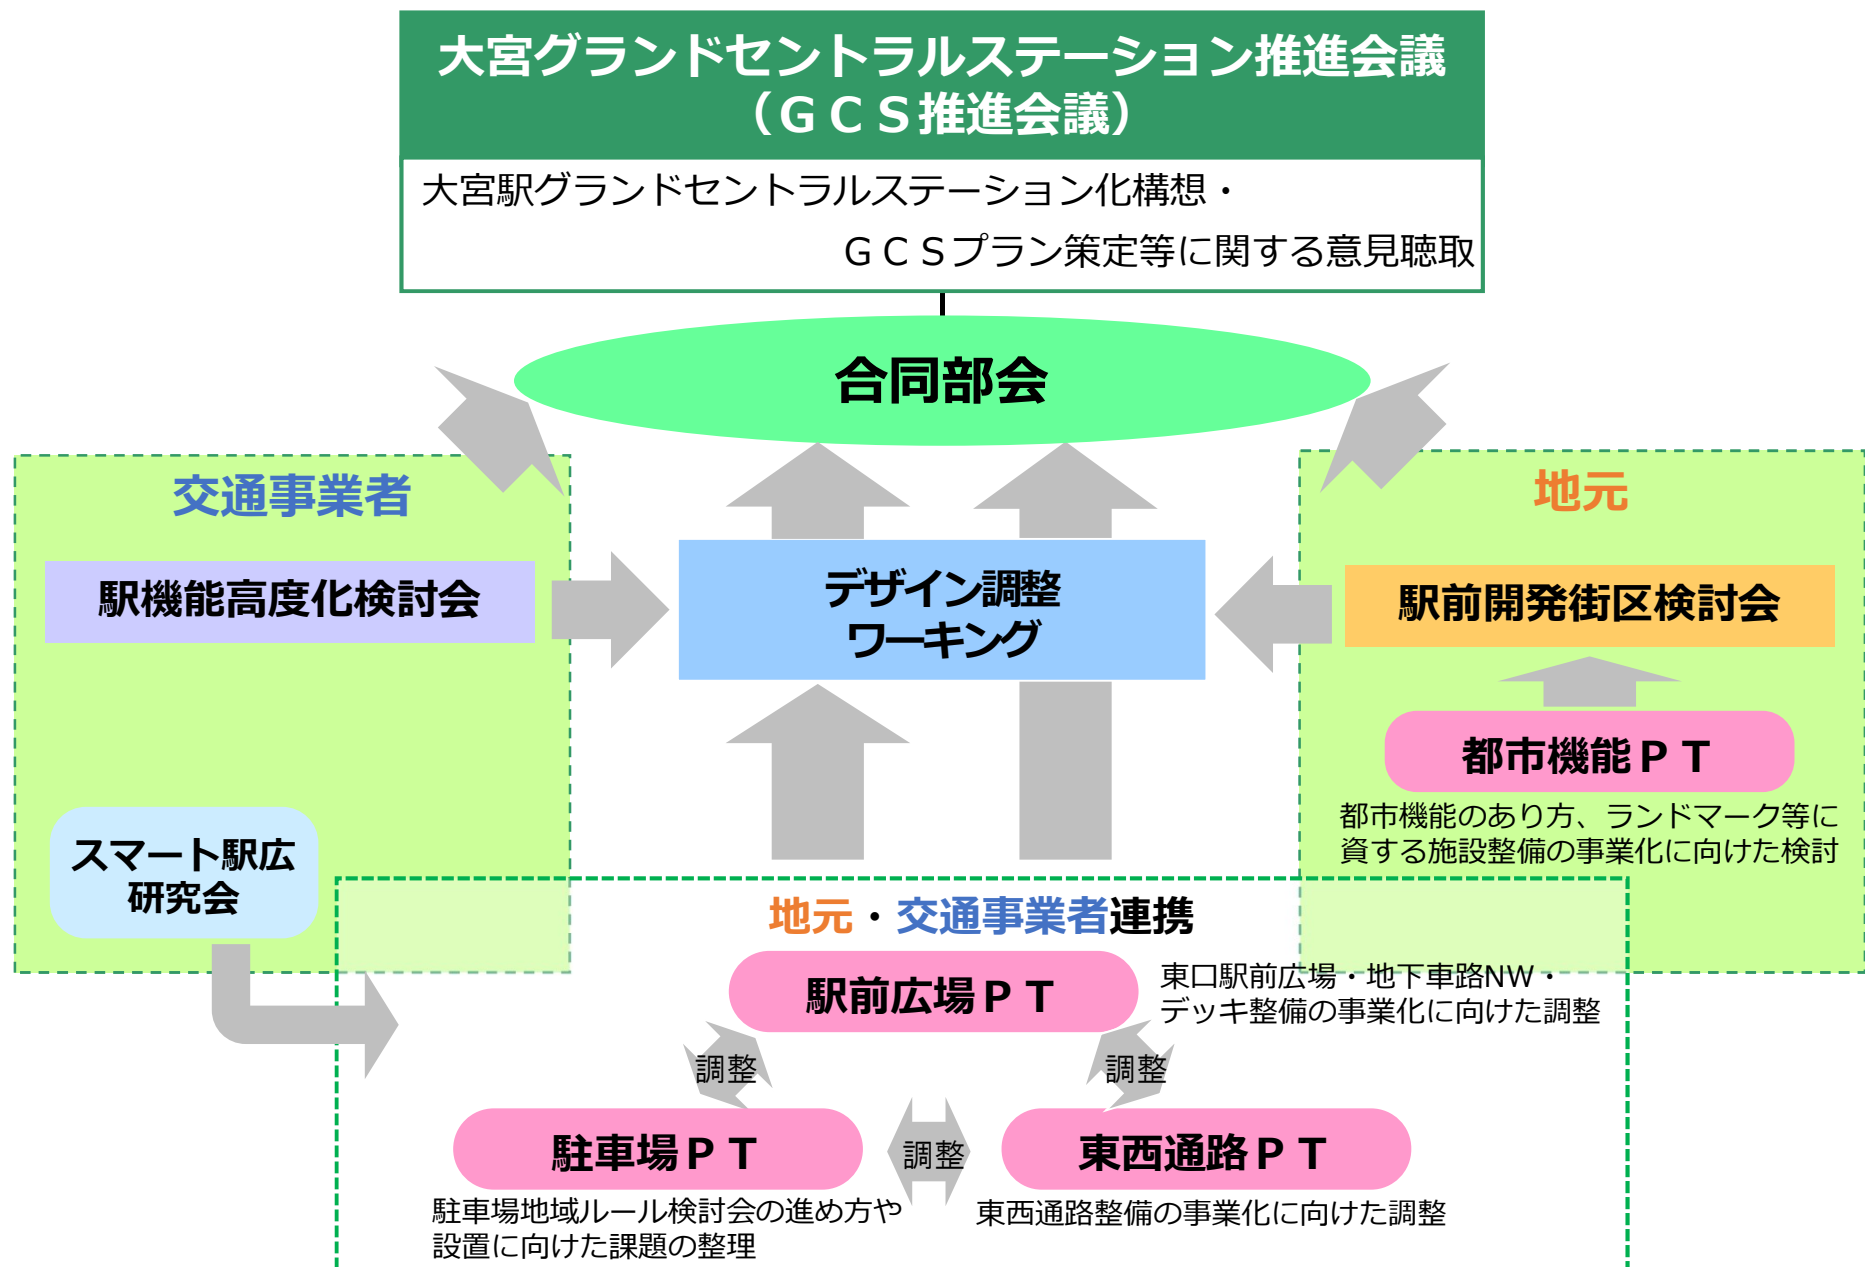 大宮グランドセントラルステーション推進会議
（ＧＣＳ推進会議）
大宮駅グランドセントラルステーション化構想・
ＧＣＳプラン策定等に関する意見聴取
合同部会
交通事業者
駅機能高度化検討会
デザイン調整
ワーキング
地元
駅前開発街区検討会
都市機能ＰＴ
都市機能のあり方、ランドマーク等に
資する施設整備の事業化に向けた検討
スマート駅広
研究会
地元・交通事業者連携
駅前広場ＰＴ
東口駅前広場・地下車路NW・
デッキ整備の事業化に向けた調整
調整
調整
駐車場ＰＴ
調整
東西通路ＰＴ
駐車場地域ルール検討会の進め方や
設置に向けた課題の整理
東西通路整備の事業化に向けた調整